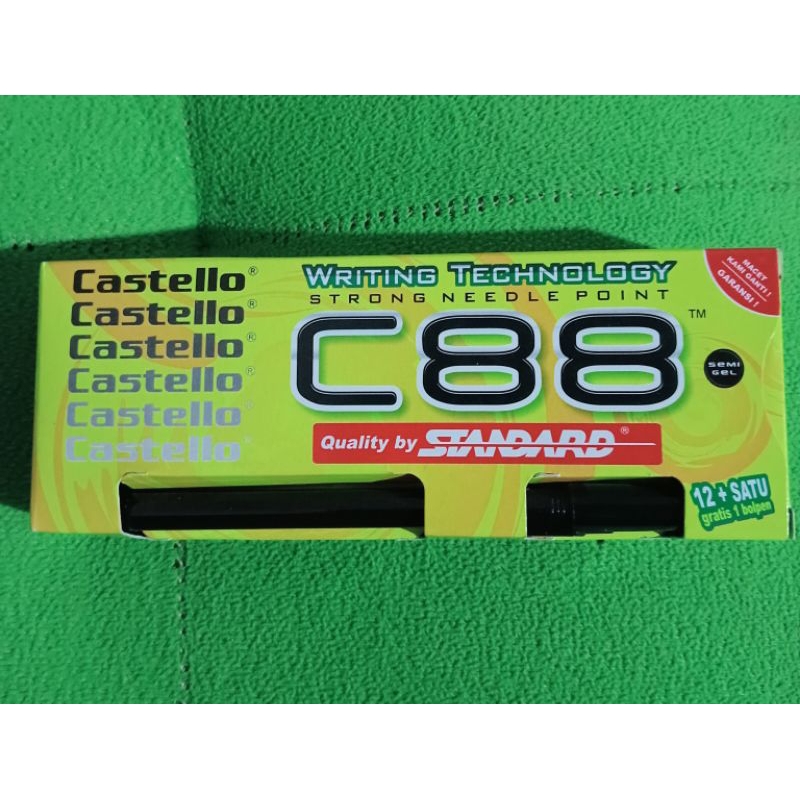 Castello®
Castello®
Castello®
Castello®
Castello®
Castello®
WRITING TECHNOLOGY
STRONG NEEDLE POINT
C88™
SEMI
GEL
Quality by STANDARD®
MACET
KAMI GANTI !
GARANSI !
12 + SATU
gratis 1 bolpen